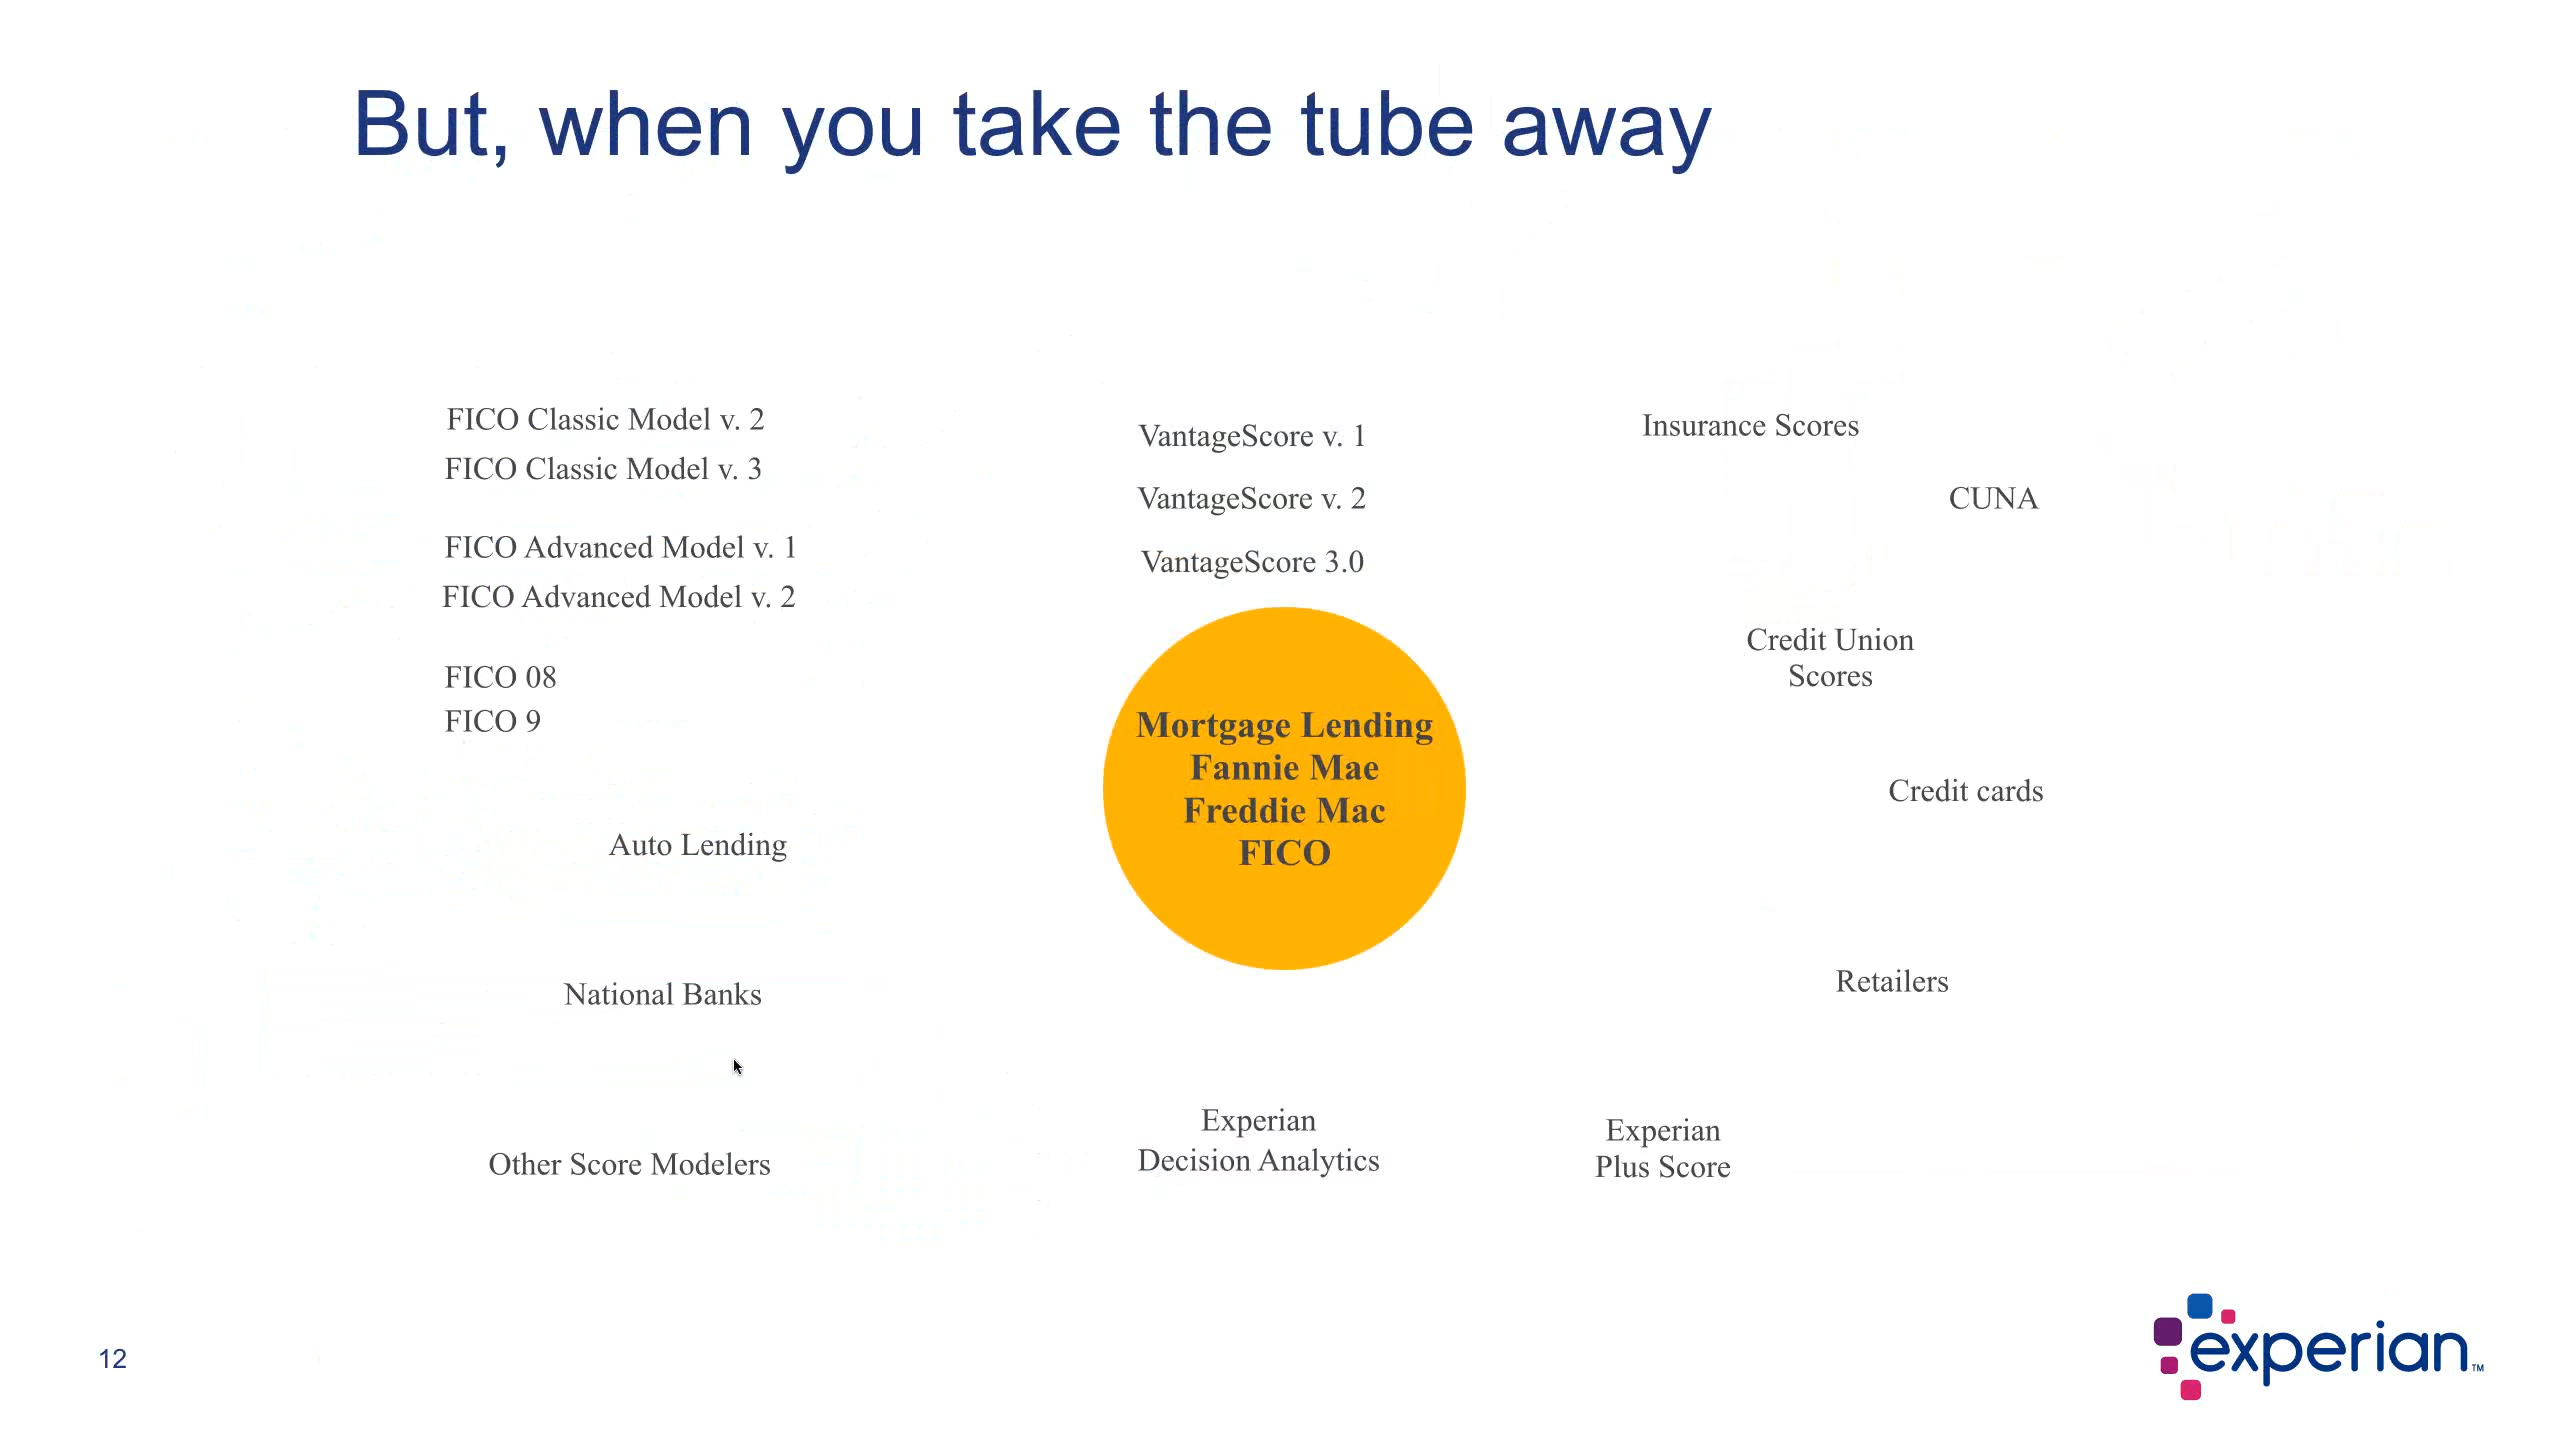 But, when you take the tube away
FICO Classic Model v. 2
FICO Classic Model v. 3
FICO Advanced Model v. 1
FICO Advanced Model v. 2
FICO 08
FICO 9
Auto Lending
National Banks
Other Score Modelers
VantageScore v. 1
VantageScore v. 2
VantageScore 3.0
Mortgage Lending
Fannie Mae
Freddie Mac
FICO
Experian
Decision Analytics
Insurance Scores
CUNA
Credit Union
Scores
Credit cards
Retailers
Experian
Plus Score
12
experian™